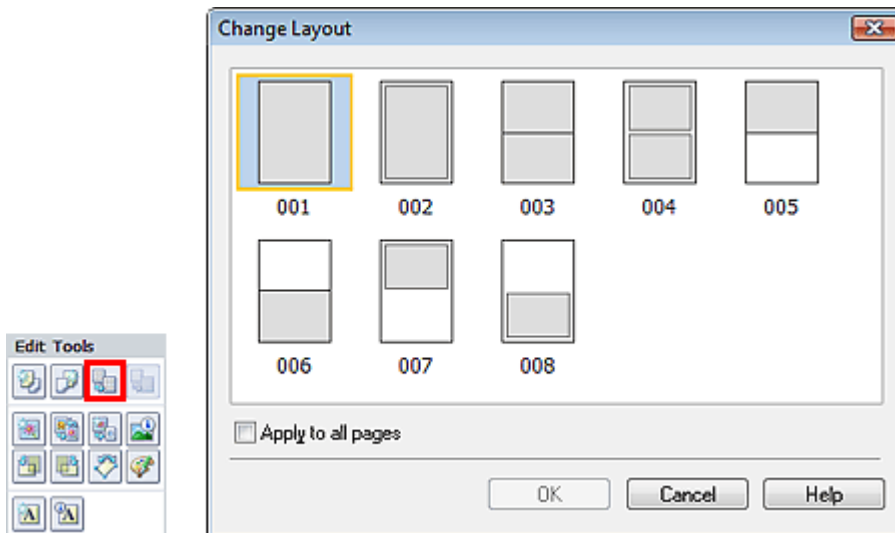 Change Layout
001 002 003 004 005
006 007 008
Edit Tools
Apply to all pages
OK Cancel Help
A A